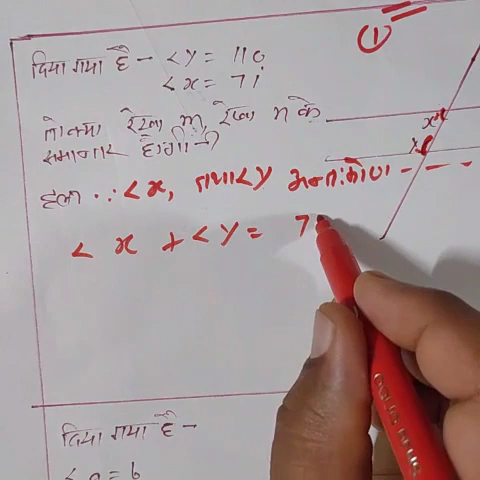 ①
दिया गया है - <y = 110°
<x = 71°
तो क्या रेखा m, रेखा n के
समान्तर होगी -
हल ∵ <x, तथा <y अन्तःकोण - - -
< x + < y = 7
x
y
दिया गया है -
< a = b